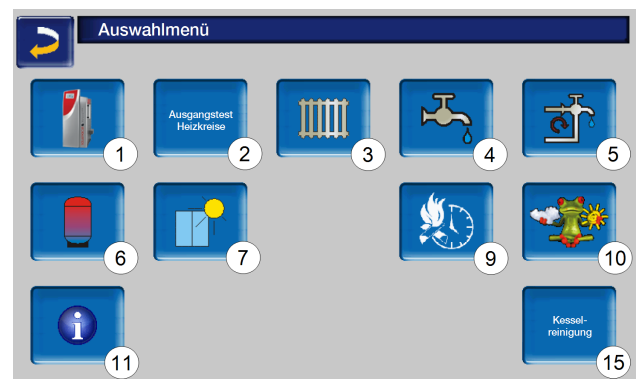 Auswahlmenü
Ausgangstest
Heizkreise
1
2
3
4
5
6
7
9
10
Kessel-
reinigung
11
15